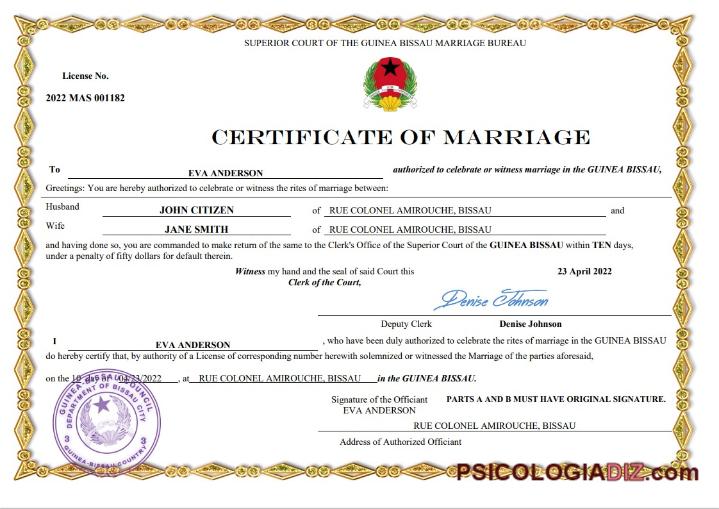 SUPERIOR COURT OF THE GUINEA BISSAU MARRIAGE BUREAU
License No.
2022 MAS 001182
CERTIFICATE OF MARRIAGE
To EVA ANDERSON authorized to celebrate or witness marriage in the GUINEA BISSAU,
Greetings: You are hereby authorized to celebrate or witness the rites of marriage between:
Husband JOHN CITIZEN of RUE COLONEL AMIROUCHE, BISSAU and
Wife JANE SMITH of RUE COLONEL AMIROUCHE, BISSAU
and having done so, you are commanded to make return of the same to the Clerk's Office of the Superior Court of the GUINEA BISSAU within TEN days,
under a penalty of fifty dollars for default therein.
Witness my hand and the seal of said Court this 23 April 2022
Clerk of the Court,
Denise Johnson
Deputy Clerk Denise Johnson
I EVA ANDERSON , who have been duly authorized to celebrate the rites of marriage in the GUINEA BISSAU
do hereby certify that, by authority of a License of corresponding number herewith solemnized or witnessed the Marriage of the parties aforesaid,
on the day of /2022 , at RUE COLONEL AMIROUCHE, BISSAU in the GUINEA BISSAU.
GUINEA-BISSAU COUNCIL
DEPARTMENT OF BISSAU CITY
3 3
GUINEA-BISSAU COUNTRY
Signature of the Officiant PARTS A AND B MUST HAVE ORIGINAL SIGNATURE.
EVA ANDERSON
RUE COLONEL AMIROUCHE, BISSAU
Address of Authorized Officiant
PSICOLOGIADIZ.com